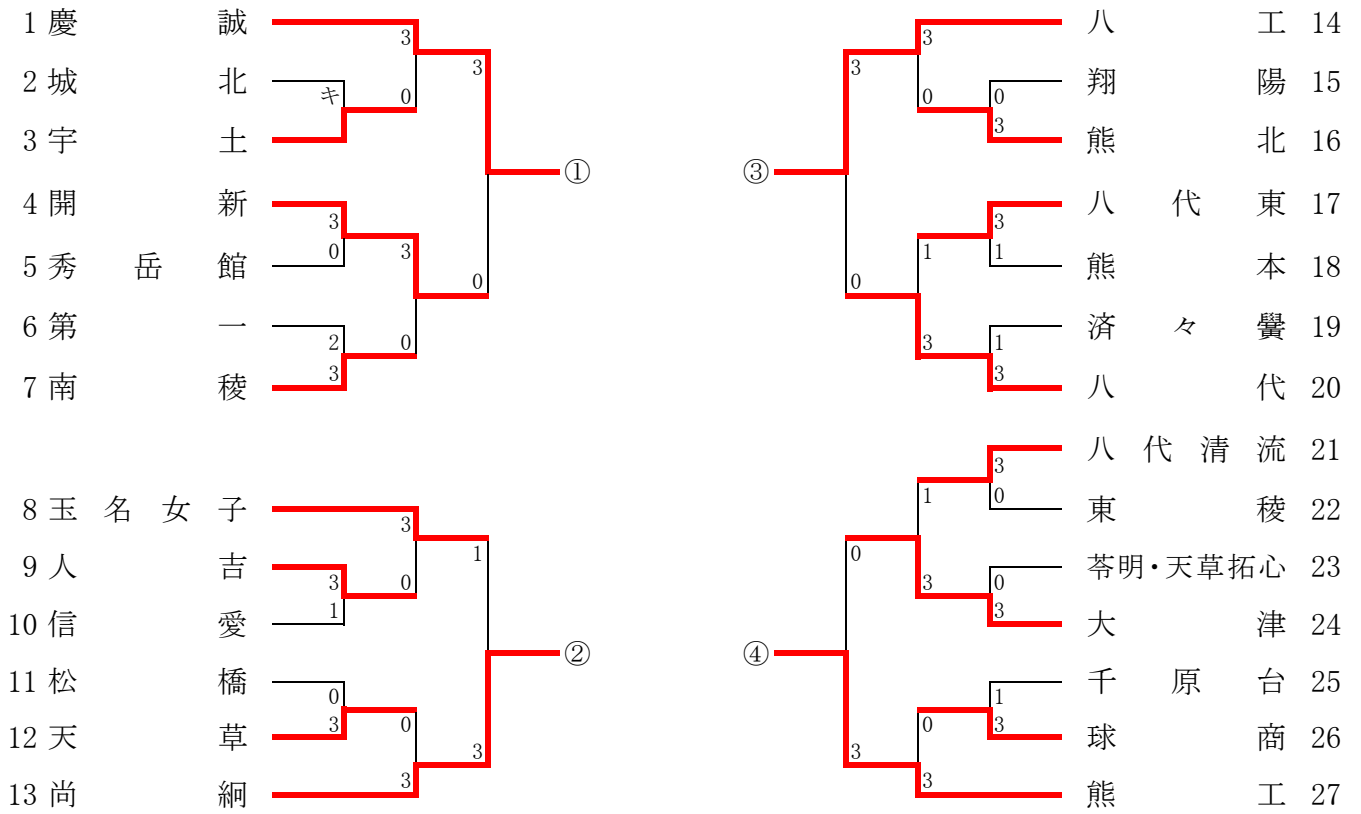 1 慶誠
3
2 城北
キ
0
3 宇土
3
①
4 開新
3
5 秀岳館
0
3
6 第一
2
0
7 南稜
3
0
8 玉名女子
3
9 人吉
3
0
10 信愛
1
1
②
11 松橋
0
12 天草
3
0
13 尚絅
3
3
八工 14
3
翔陽 15
0
0
熊北 16
3
3
③
八代東 17
3
熊本 18
1
1
済々黌 19
1
3
八代 20
3
0
八代清流 21
3
東稜 22
0
1
苓明・天草拓心 23
0
3
大津 24
3
0
④
千原台 25
1
球商 26
3
0
熊工 27
3
3